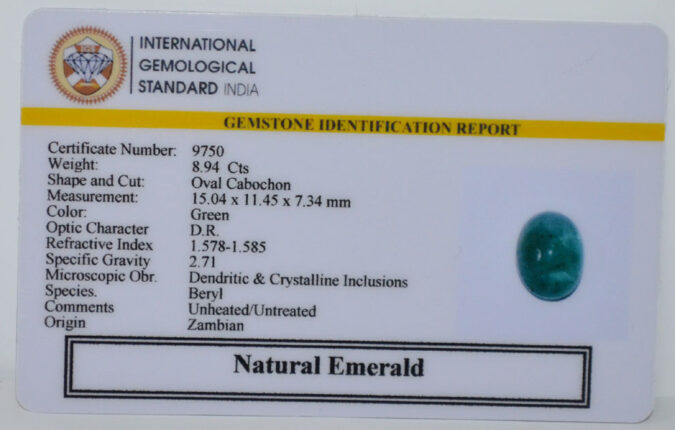 IGS
INTERNATIONAL
GEMOLOGICAL
STANDARD INDIA
GEMSTONE IDENTIFICATION REPORT
Certificate Number: 9750
Weight: 8.94 Cts
Shape and Cut: Oval Cabochon
Measurement: 15.04 x 11.45 x 7.34 mm
Color: Green
Optic Character D.R.
Refractive Index 1.578-1.585
Specific Gravity 2.71
Microscopic Obr. Dendritic & Crystalline Inclusions
Species. Beryl
Comments Unheated/Untreated
Origin Zambian
Natural Emerald